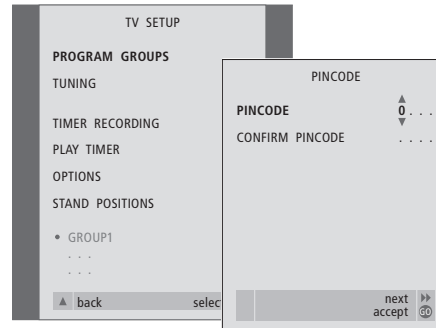 TV SETUP
PROGRAM GROUPS
TUNING
TIMER RECORDING
PLAY TIMER
OPTIONS
STAND POSITIONS
• GROUP1
. . .
. . .
back selec
PINCODE
PINCODE 0 . . .
CONFIRM PINCODE . . . .
next
accept GO